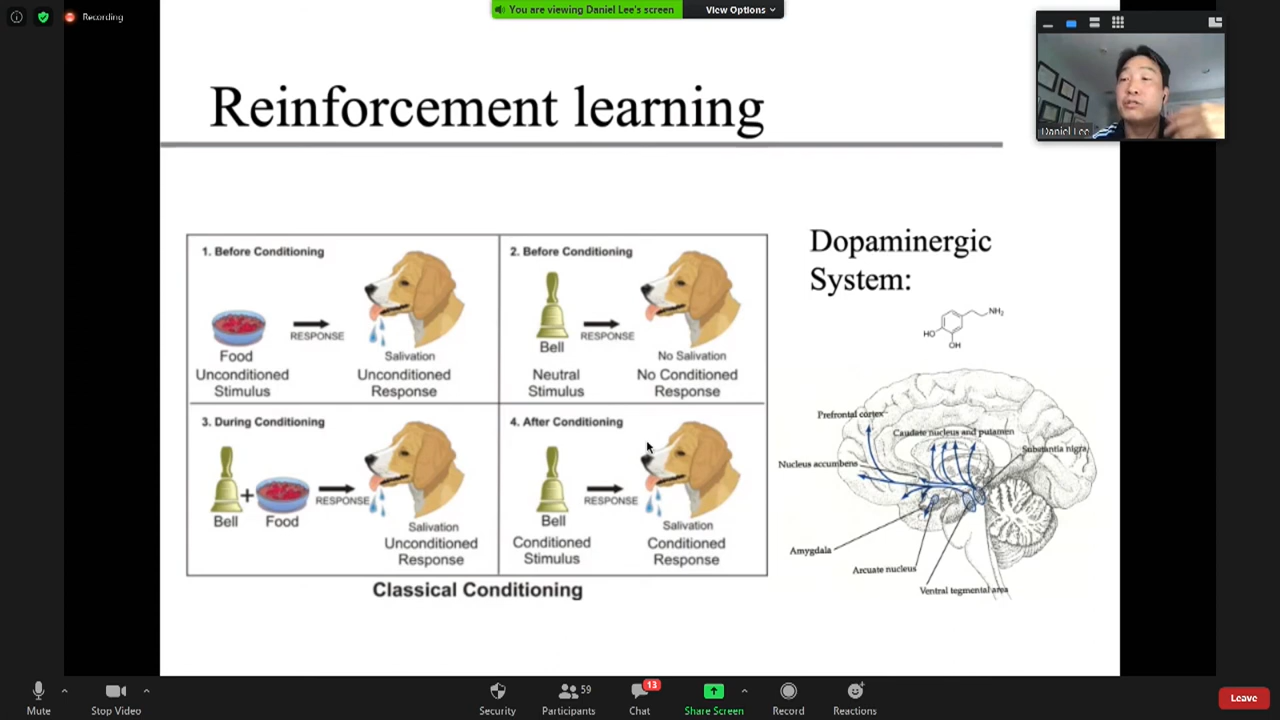 Recording
You are viewing Daniel Lee's screen
View Options
Reinforcement learning
Daniel Lee
1. Before Conditioning
Food
Unconditioned
Stimulus
RESPONSE
Salivation
Unconditioned
Response
2. Before Conditioning
Bell
Neutral
Stimulus
RESPONSE
No Salivation
No Conditioned
Response
3. During Conditioning
Bell
+
Food
RESPONSE
Salivation
Unconditioned
Response
4. After Conditioning
Bell
Conditioned
Stimulus
RESPONSE
Salivation
Conditioned
Response
Classical Conditioning
Dopaminergic
System:
NH2
HO
OH
Prefrontal cortex
Caudate nucleus and putamen
Substantia nigra
Nucleus accumbens
Amygdala
Arcuate nucleus
Ventral tegmental area
Mute
Stop Video
Security
Participants
59
Chat
13
Share Screen
Record
Reactions
Leave